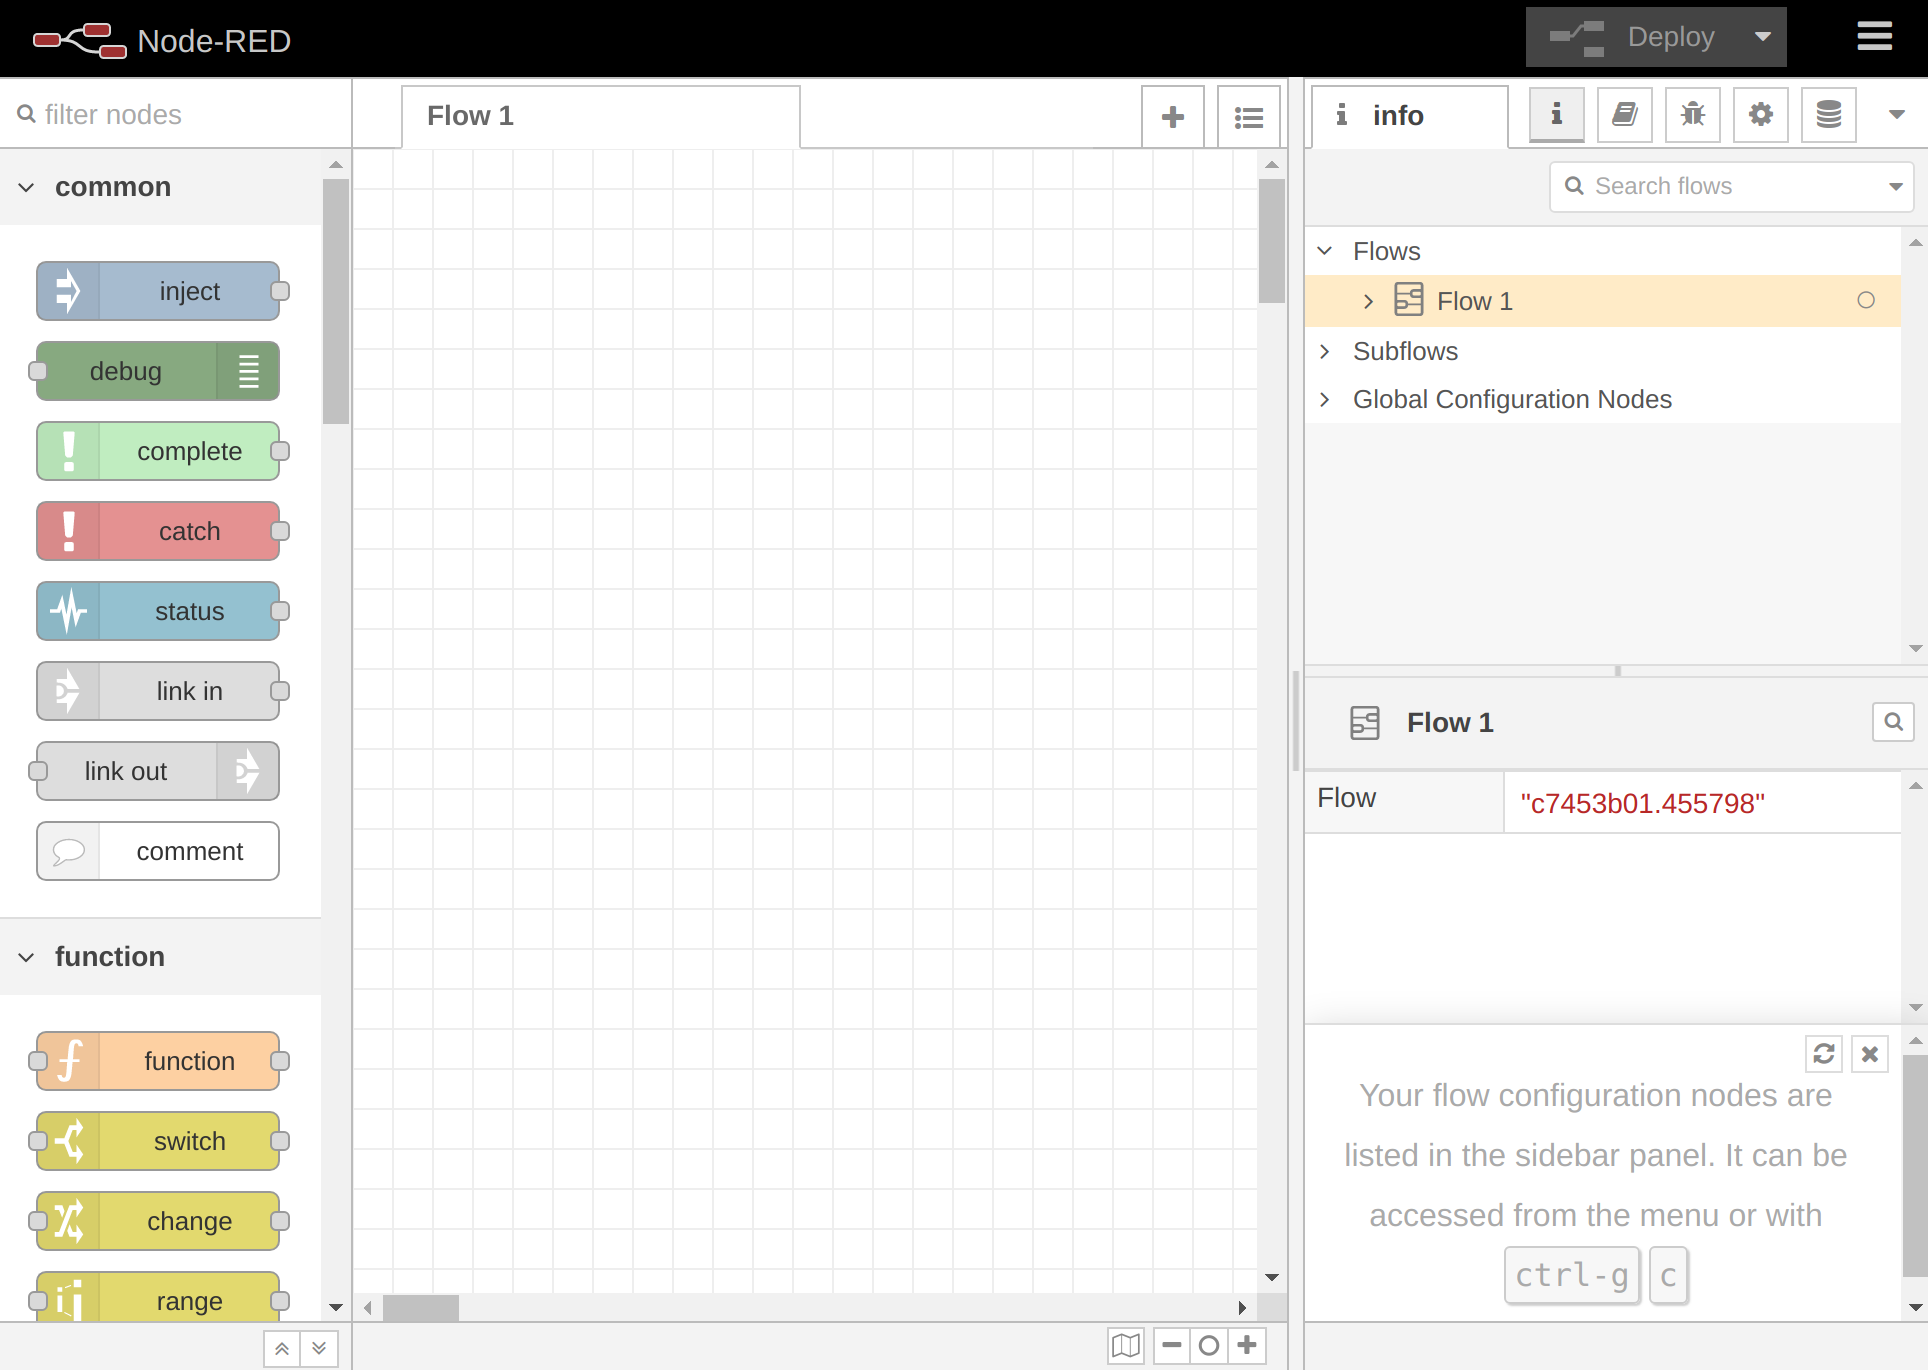 Node-RED
Deploy
filter nodes
Flow 1
info
common
Search flows
Flows
inject
Flow 1
debug
Subflows
Global Configuration Nodes
complete
catch
status
link in
Flow 1
link out
Flow
"c7453b01.455798"
comment
function
function
Your flow configuration nodes are
switch
listed in the sidebar panel. It can be
change
accessed from the menu or with
ctrl-g c
range